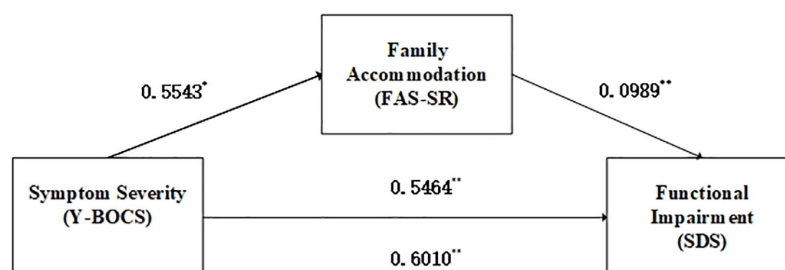 Family
Accommodation
(FAS-SR)
0.5543*
0.0989**
Symptom Severity
(Y-BOCS)
0.5464**
0.6010**
Functional
Impairment
(SDS)